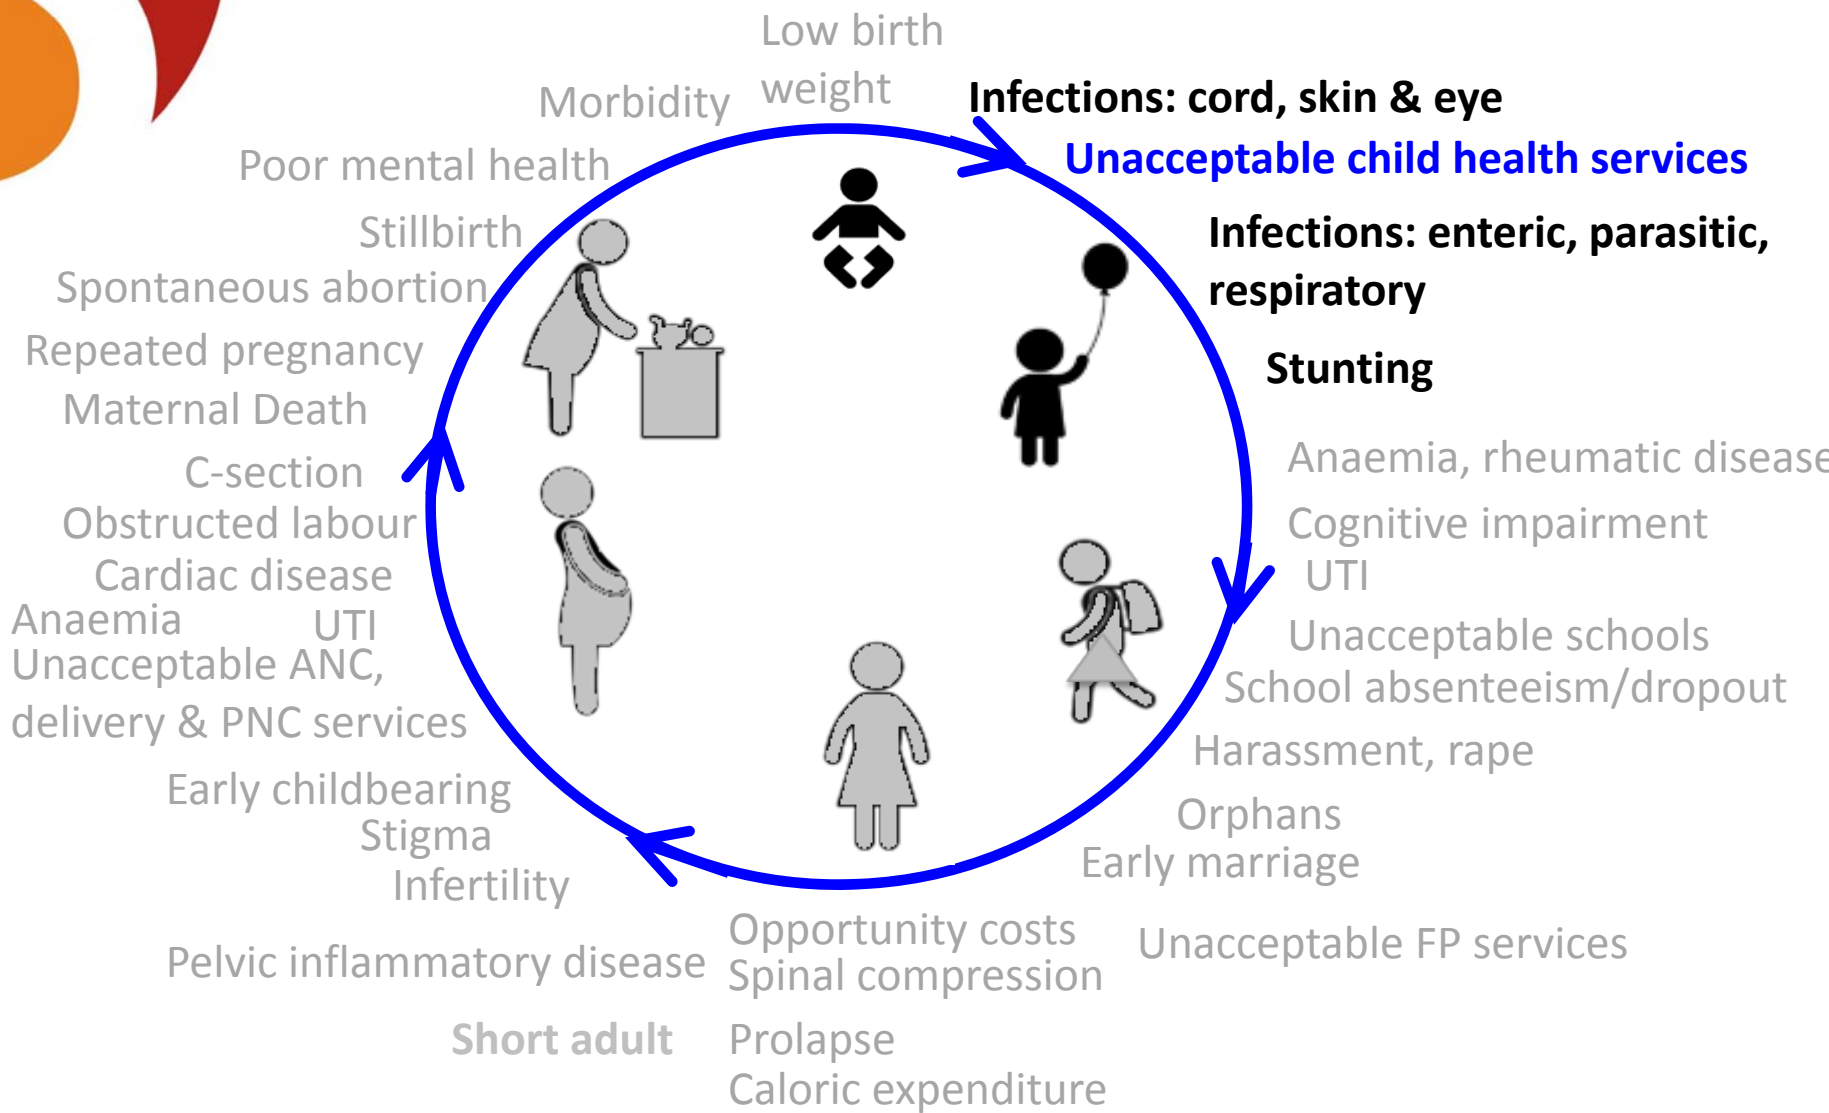 Low birth
weight
Morbidity
Infections: cord, skin & eye
Poor mental health
Unacceptable child health services
Stillbirth
Infections: enteric, parasitic,
respiratory
Spontaneous abortion
Repeated pregnancy
Stunting
Maternal Death
C-section
Anaemia, rheumatic disease
Obstructed labour
Cognitive impairment
Cardiac disease
UTI
Anaemia
UTI
Unacceptable ANC,
delivery & PNC services
Unacceptable schools
School absenteeism/dropout
Harassment, rape
Early childbearing
Orphans
Stigma
Early marriage
Infertility
Opportunity costs
Unacceptable FP services
Pelvic inflammatory disease
Spinal compression
Short adult
Prolapse
Caloric expenditure